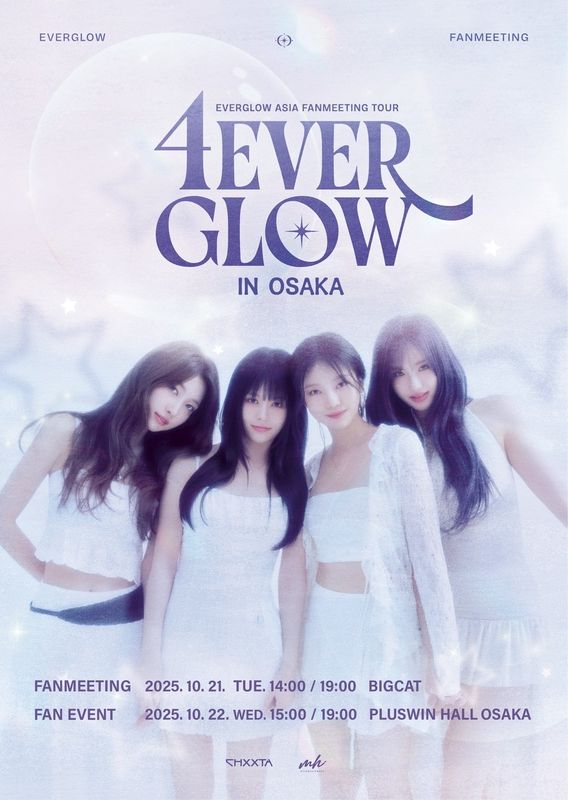 EVERGLOW
FANMEETING
EVERGLOW ASIA FANMEETING TOUR
4EVER
GLOW
IN OSAKA
FANMEETING 2025. 10. 21. TUE. 14:00 / 19:00 BIGCAT
FAN EVENT 2025. 10. 22. WED. 15:00 / 19:00 PLUSWIN HALL OSAKA
CHXXTA mh